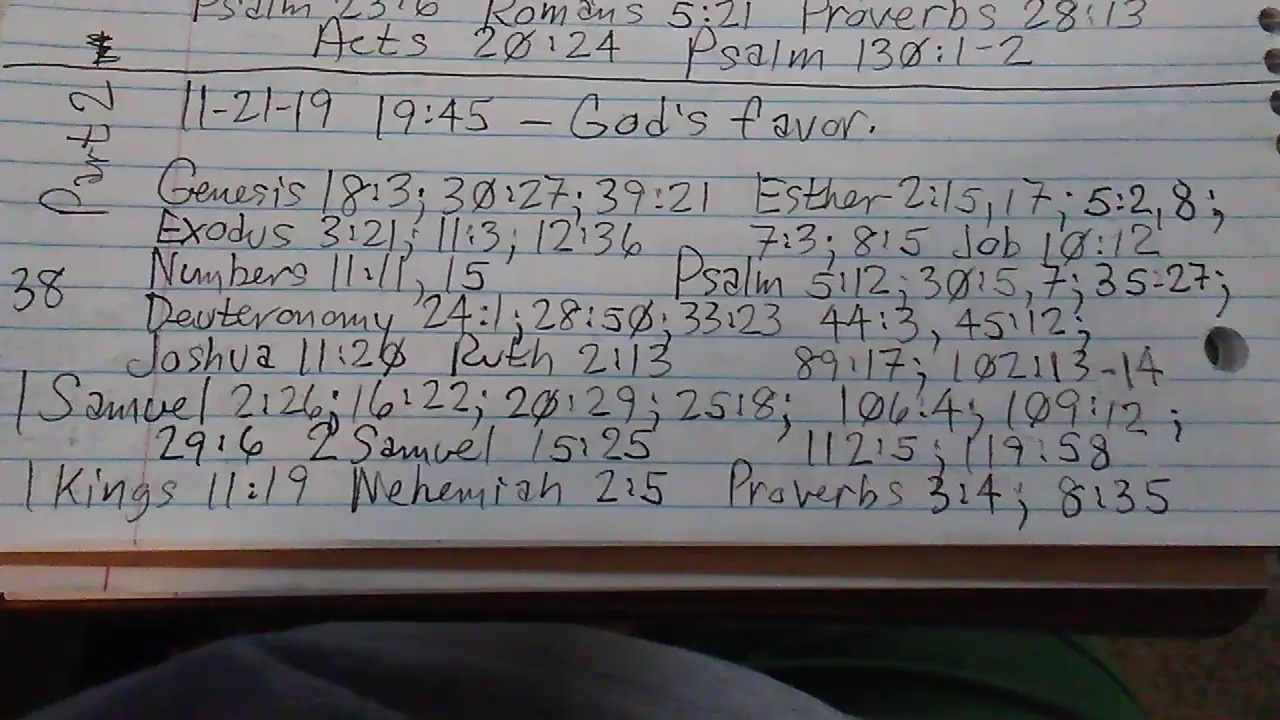 Psalm 23:6 Romans 5:21 Proverbs 28:13
Acts 20:24 Psalm 130:1-2
* Part 2
11-21-19 19:45 - God's favor.
Genesis 18:3; 30:27; 39:21 Esther 2:15, 17; 5:2, 8;
Exodus 3:21; 11:3; 12:36 7:3; 8:5 Job 10:12
38 Numbers 11:11, 15 Psalm 5:12; 30:5, 7; 35:27;
Deuteronomy 24:1; 28:50; 33:23 44:3, 45:12;
Joshua 11:20 Ruth 2:13 89:17; 102:13-14
1 Samuel 2:26; 16:22; 20:29; 25:8; 106:4; 109:12;
29:6 2 Samuel 15:25 112:5; 119:58
1 Kings 11:19 Nehemiah 2:5 Proverbs 3:4; 8:35